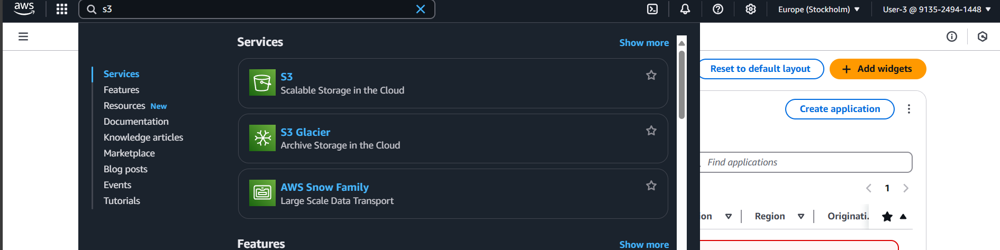 aws
s3
Europe (Stockholm)
User-3 @ 9135-2494-1448
Services
Features
Resources New
Documentation
Knowledge articles
Marketplace
Blog posts
Events
Tutorials
Services
Show more
S3
Scalable Storage in the Cloud
S3 Glacier
Archive Storage in the Cloud
AWS Snow Family
Large Scale Data Transport
Features
Show more
Reset to default layout
+ Add widgets
Create application
Find applications
1
Region
Originati.